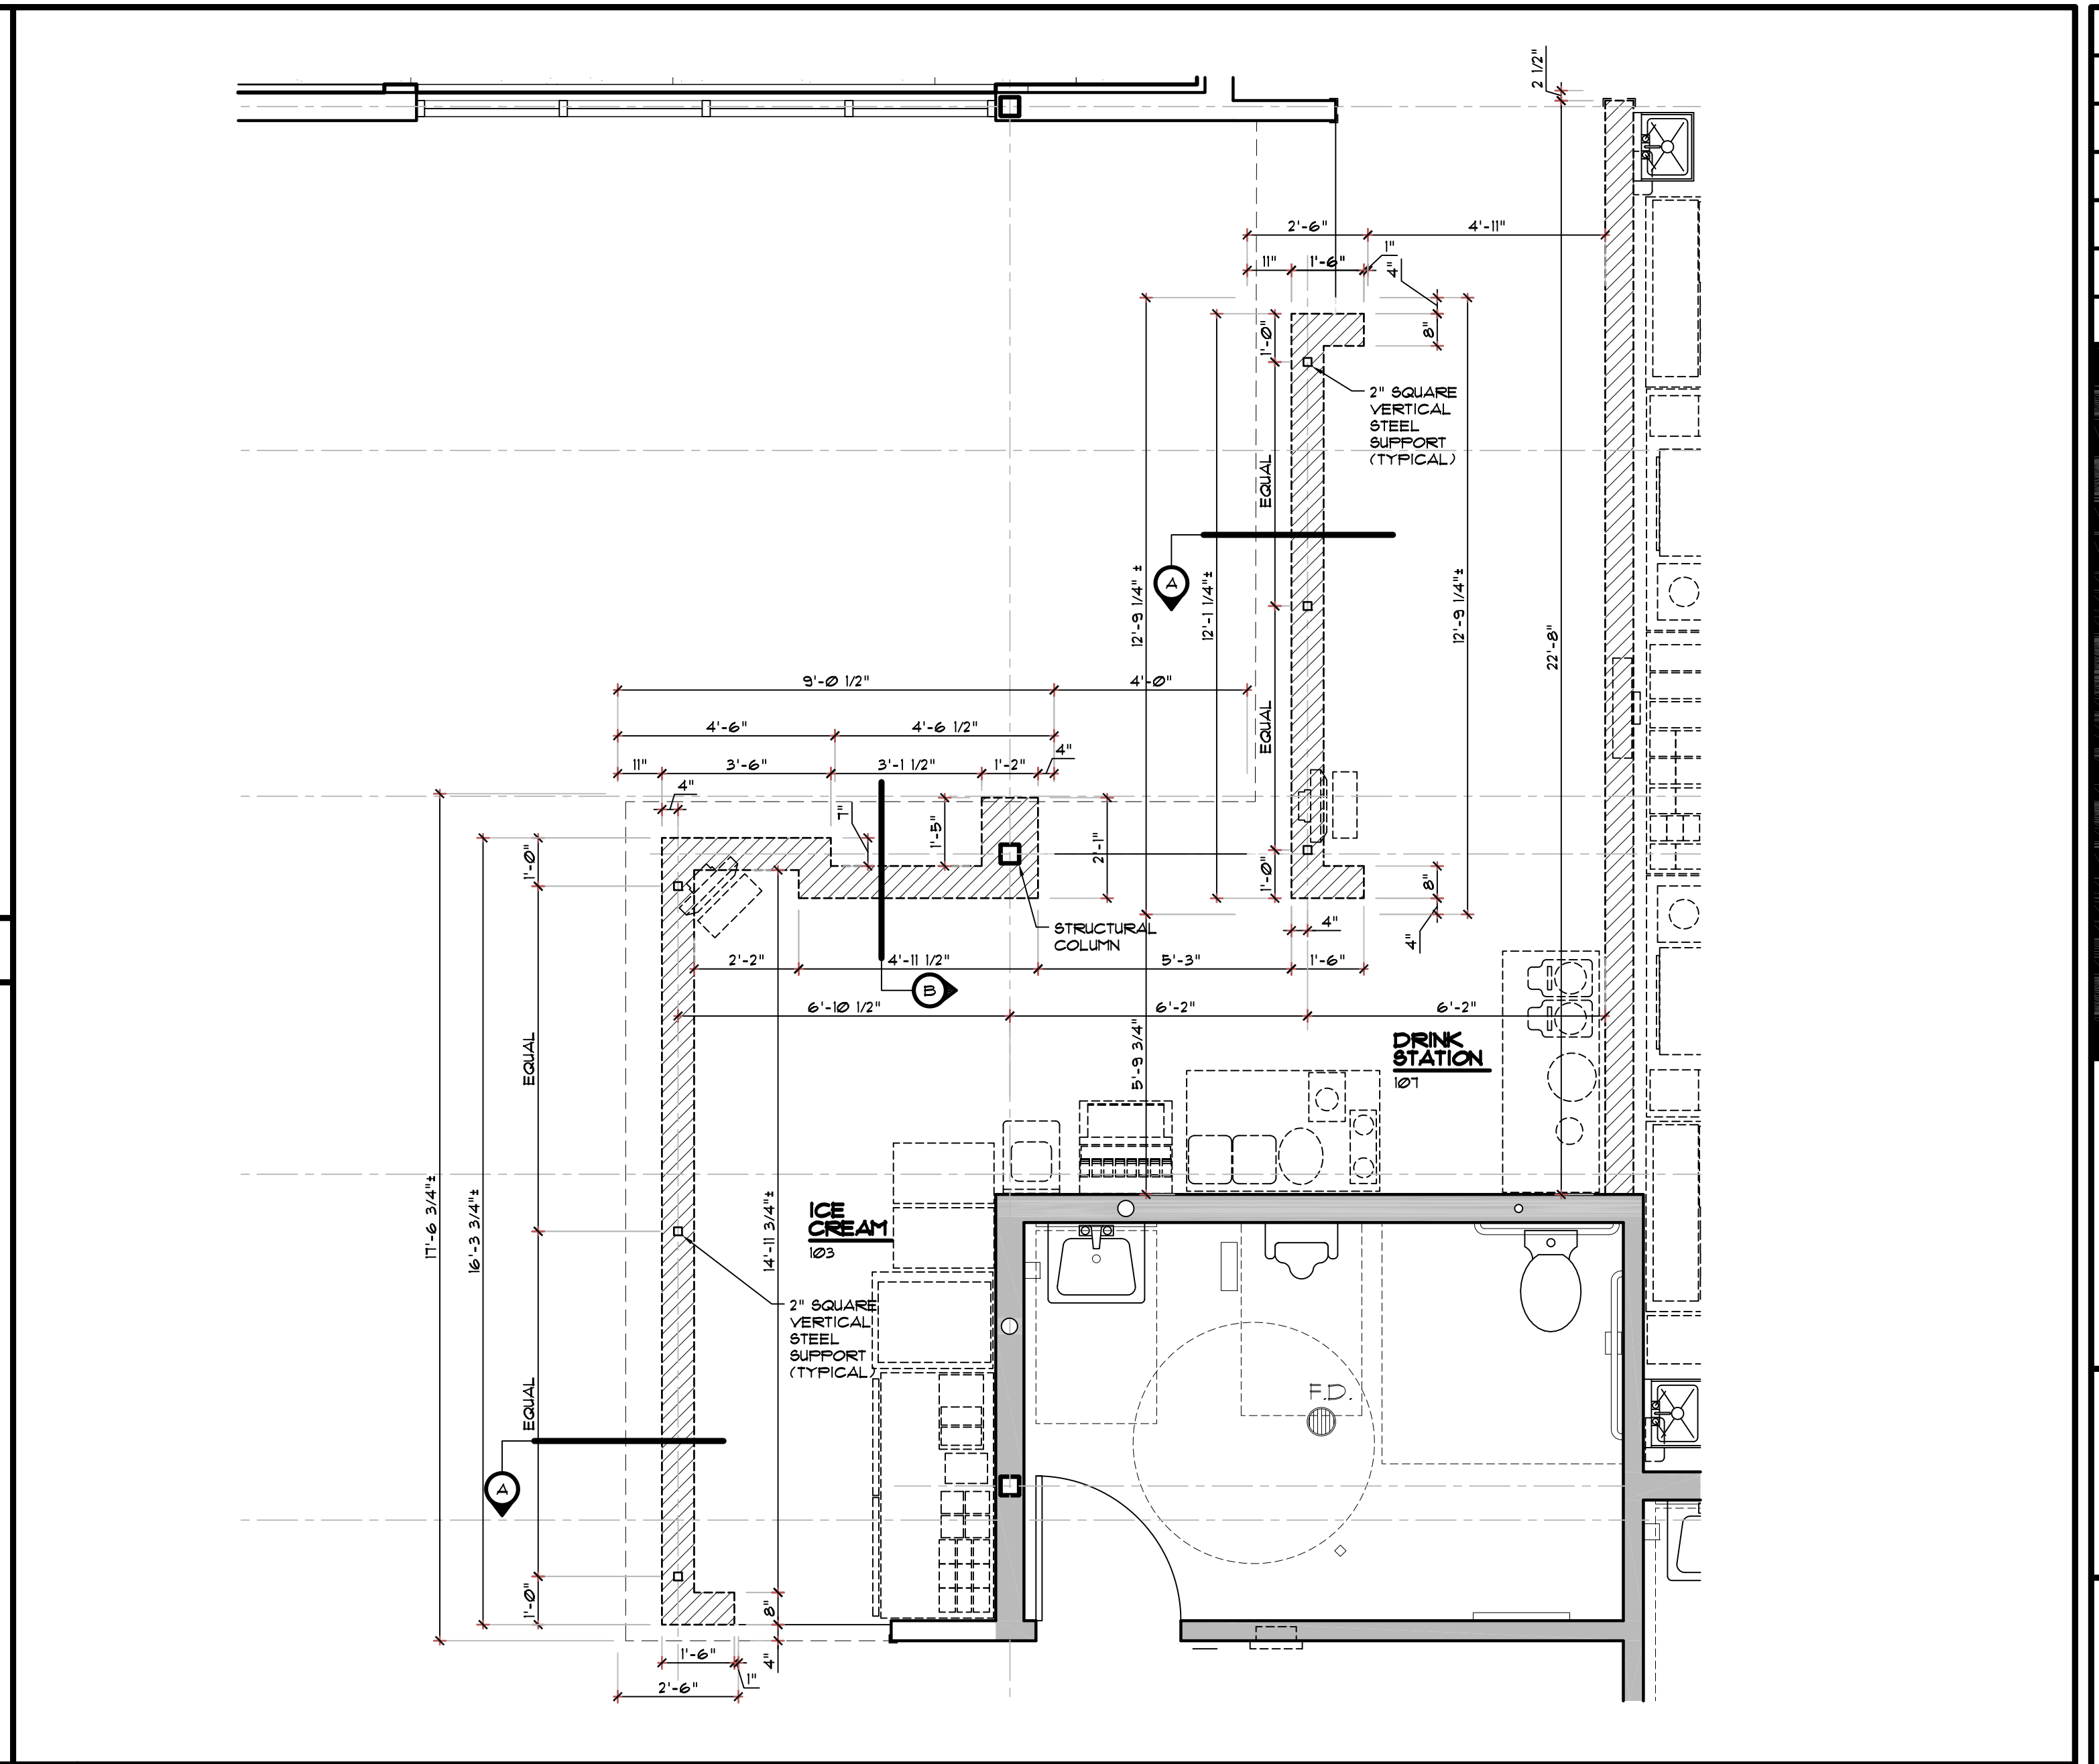 2 1/2"
2'-6"
4'-11"
1"
11"
1'-6"
4"
1'-0"
8"
2" SQUARE
VERTICAL
STEEL
SUPPORT
(TYPICAL)
EQUAL
A
12'-9 1/4" ±
12'-1 1/4"±
12'-9 1/4"±
22'-8"
9'-0 1/2"
4'-0"
EQUAL
4'-6"
4'-6 1/2"
4"
11"
3'-6"
3'-1 1/2"
1'-2"
4"
7"
1'-5"
2'-1"
1'-0"
1'-0"
8"
STRUCTURAL
COLUMN
4"
4"
2'-2"
4'-11 1/2"
5'-3"
1'-6"
B
6'-10 1/2"
6'-2"
6'-2"
EQUAL
5'-9 3/4"
DRINK
STATION
107
17'-6 3/4"±
16'-3 3/4"±
14'-11 3/4"±
ICE
CREAM
103
2" SQUARE
VERTICAL
STEEL
SUPPORT
(TYPICAL)
F.D.
EQUAL
A
1'-0"
8"
1'-6"
4"
1"
2'-6"